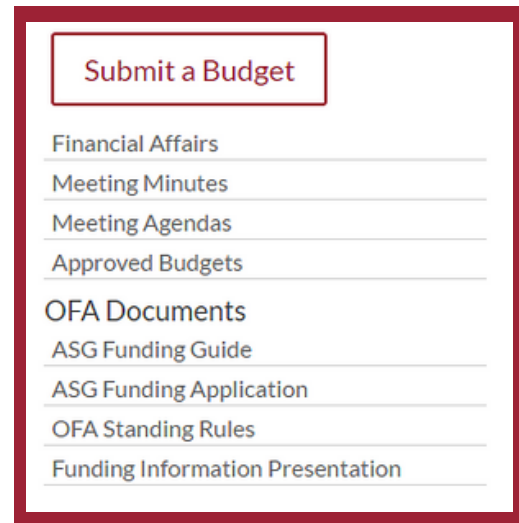 Submit a Budget
Financial Affairs
Meeting Minutes
Meeting Agendas
Approved Budgets
OFA Documents
ASG Funding Guide
ASG Funding Application
OFA Standing Rules
Funding Information Presentation